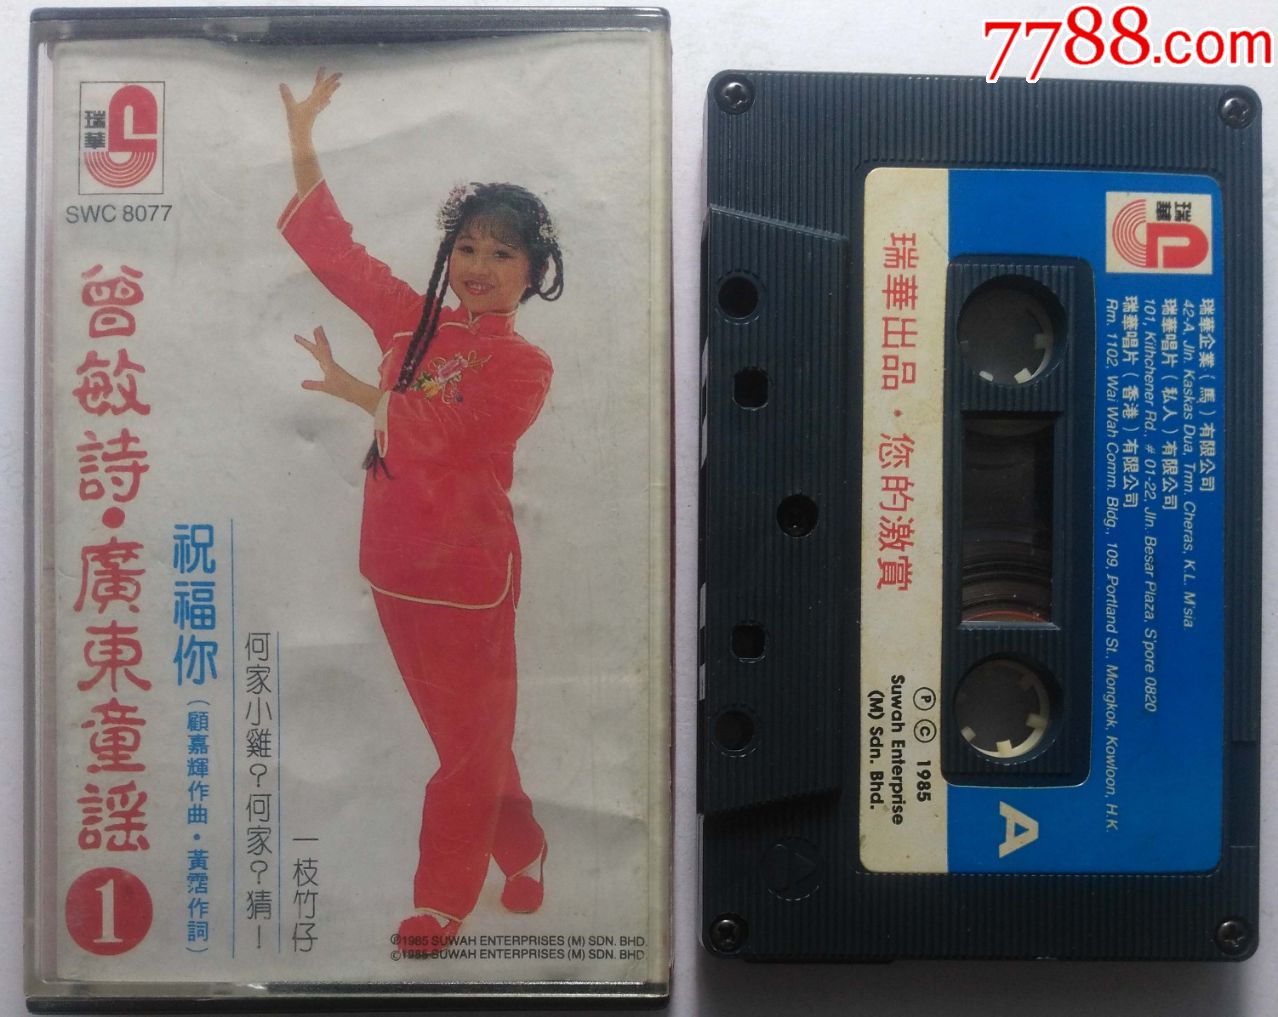 7788.com
瑞華
SWC 8077
曾敏詩•廣東童謠
1
祝福你
(顧嘉輝作曲•黃霑作詞)
何家小雞?何家?猜!
一枝竹仔
℗1985 SUWAH ENTERPRISES (M) SDN. BHD.
©1985 SUWAH ENTERPRISES (M) SDN. BHD.
瑞華
瑞華企業(馬)有限公司
42-A, Jln. Kaskas Dua, Tmn. Cheras, K.L. M'sia.
瑞華唱片(私人)有限公司
101, Kithchener Rd., # 01-22, Jln. Besar Plaza, S'pore 0820
瑞華唱片(香港)有限公司
Rm. 1102, Wai Wah Comm. Bldg., 109, Portland St., Mongkok, Kowloon, H.K.
瑞華出品•您的激賞
℗ © 1985
Suwah Enterprise
(M) Sdn. Bhd.
A